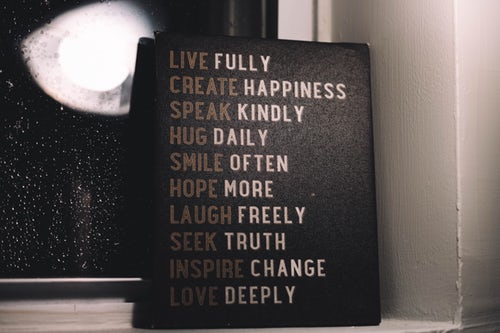 LIVE FULLY
CREATE HAPPINESS
SPEAK KINDLY
HUG DAILY
SMILE OFTEN
HOPE MORE
LAUGH FREELY
SEEK TRUTH
INSPIRE CHANGE
LOVE DEEPLY